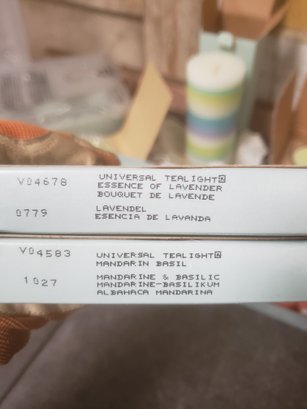 V04678
UNIVERSAL TEALIGHT®
ESSENCE OF LAVENDER
BOUQUET DE LAVENDE
0779
LAVENDEL
ESENCIA DE LAVANDA
V04583
UNIVERSAL TEALIGHT®
MANDARIN BASIL
1027
MANDARINE & BASILIC
MANDARINE-BASILIKUM
ALBAHACA MANDARINA